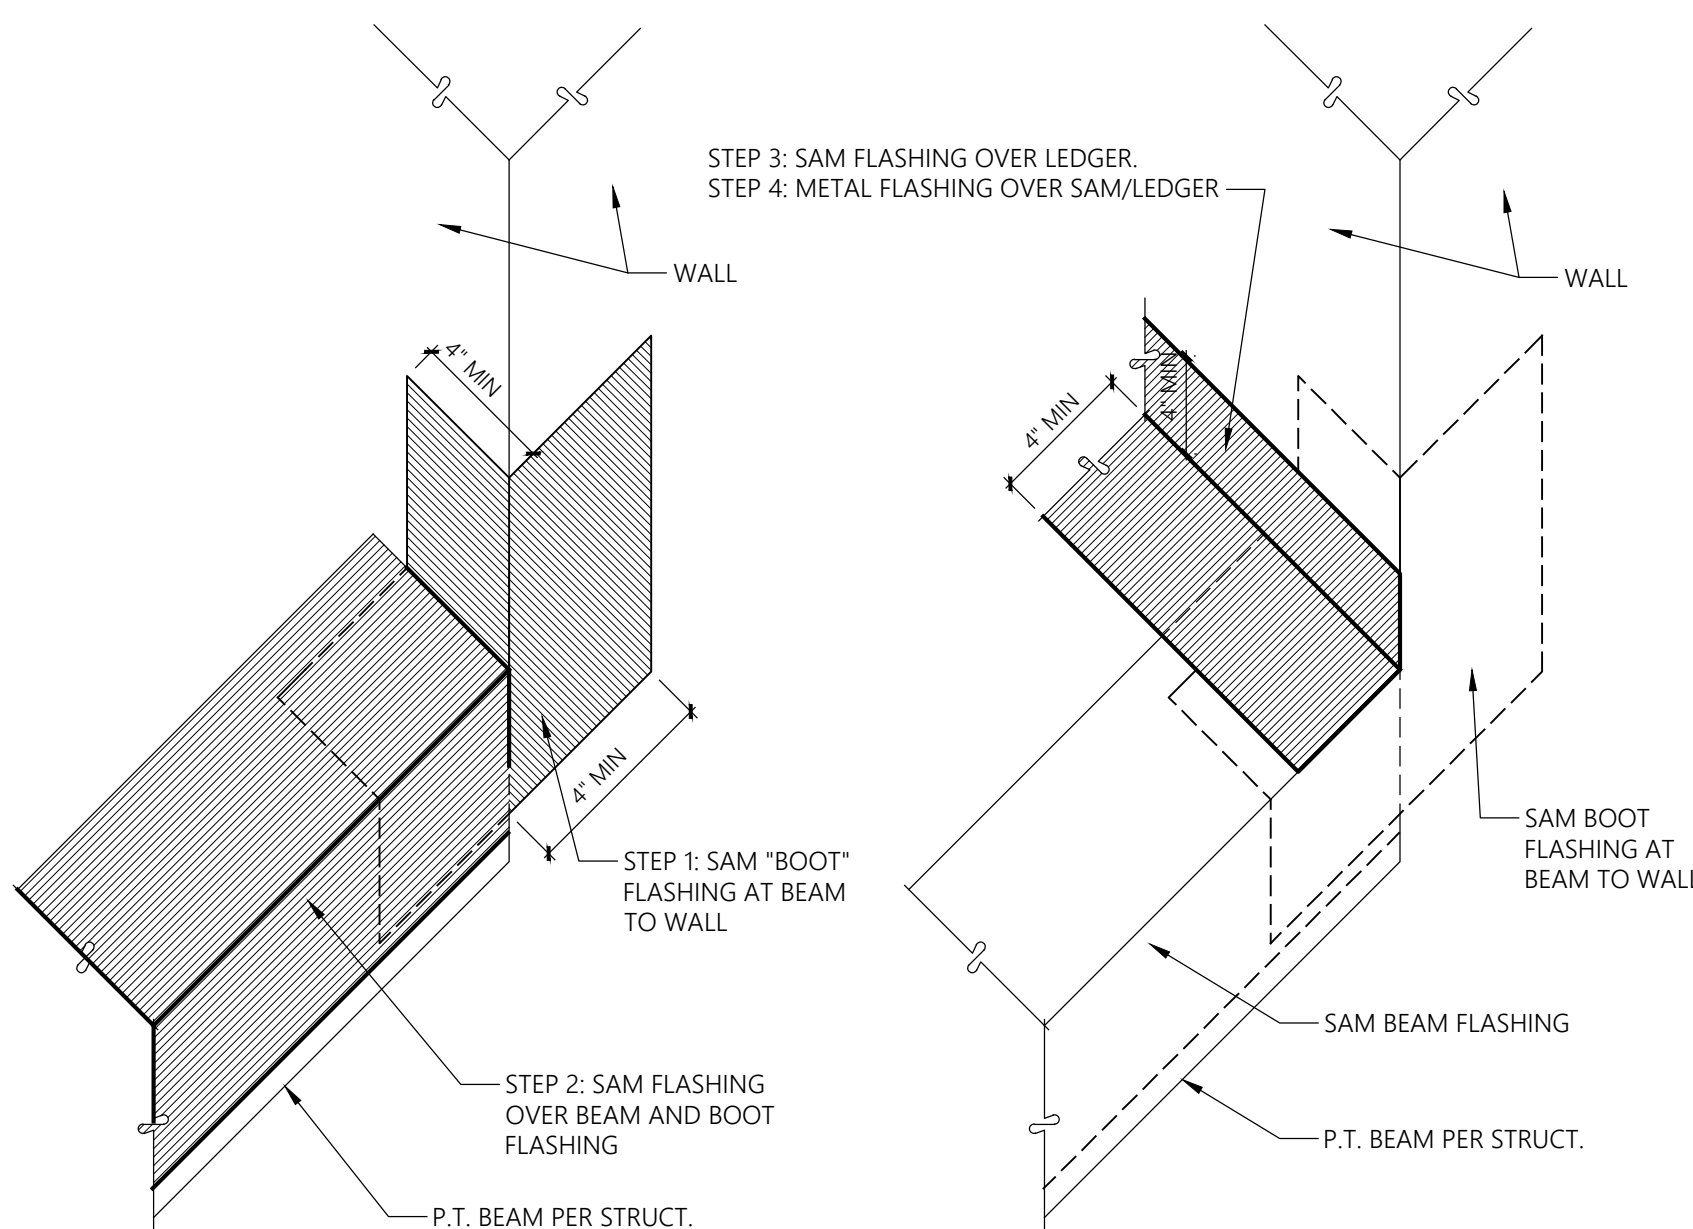 STEP 3: SAM FLASHING OVER LEDGER.
STEP 4: METAL FLASHING OVER SAM/LEDGER
WALL
WALL
4" MIN
4" MIN
4" MIN
4" MIN
STEP 1: SAM "BOOT"
FLASHING AT BEAM
TO WALL
SAM BOOT
FLASHING AT
BEAM TO WALL
SAM BEAM FLASHING
STEP 2: SAM FLASHING
OVER BEAM AND BOOT
FLASHING
P.T. BEAM PER STRUCT.
P.T. BEAM PER STRUCT.